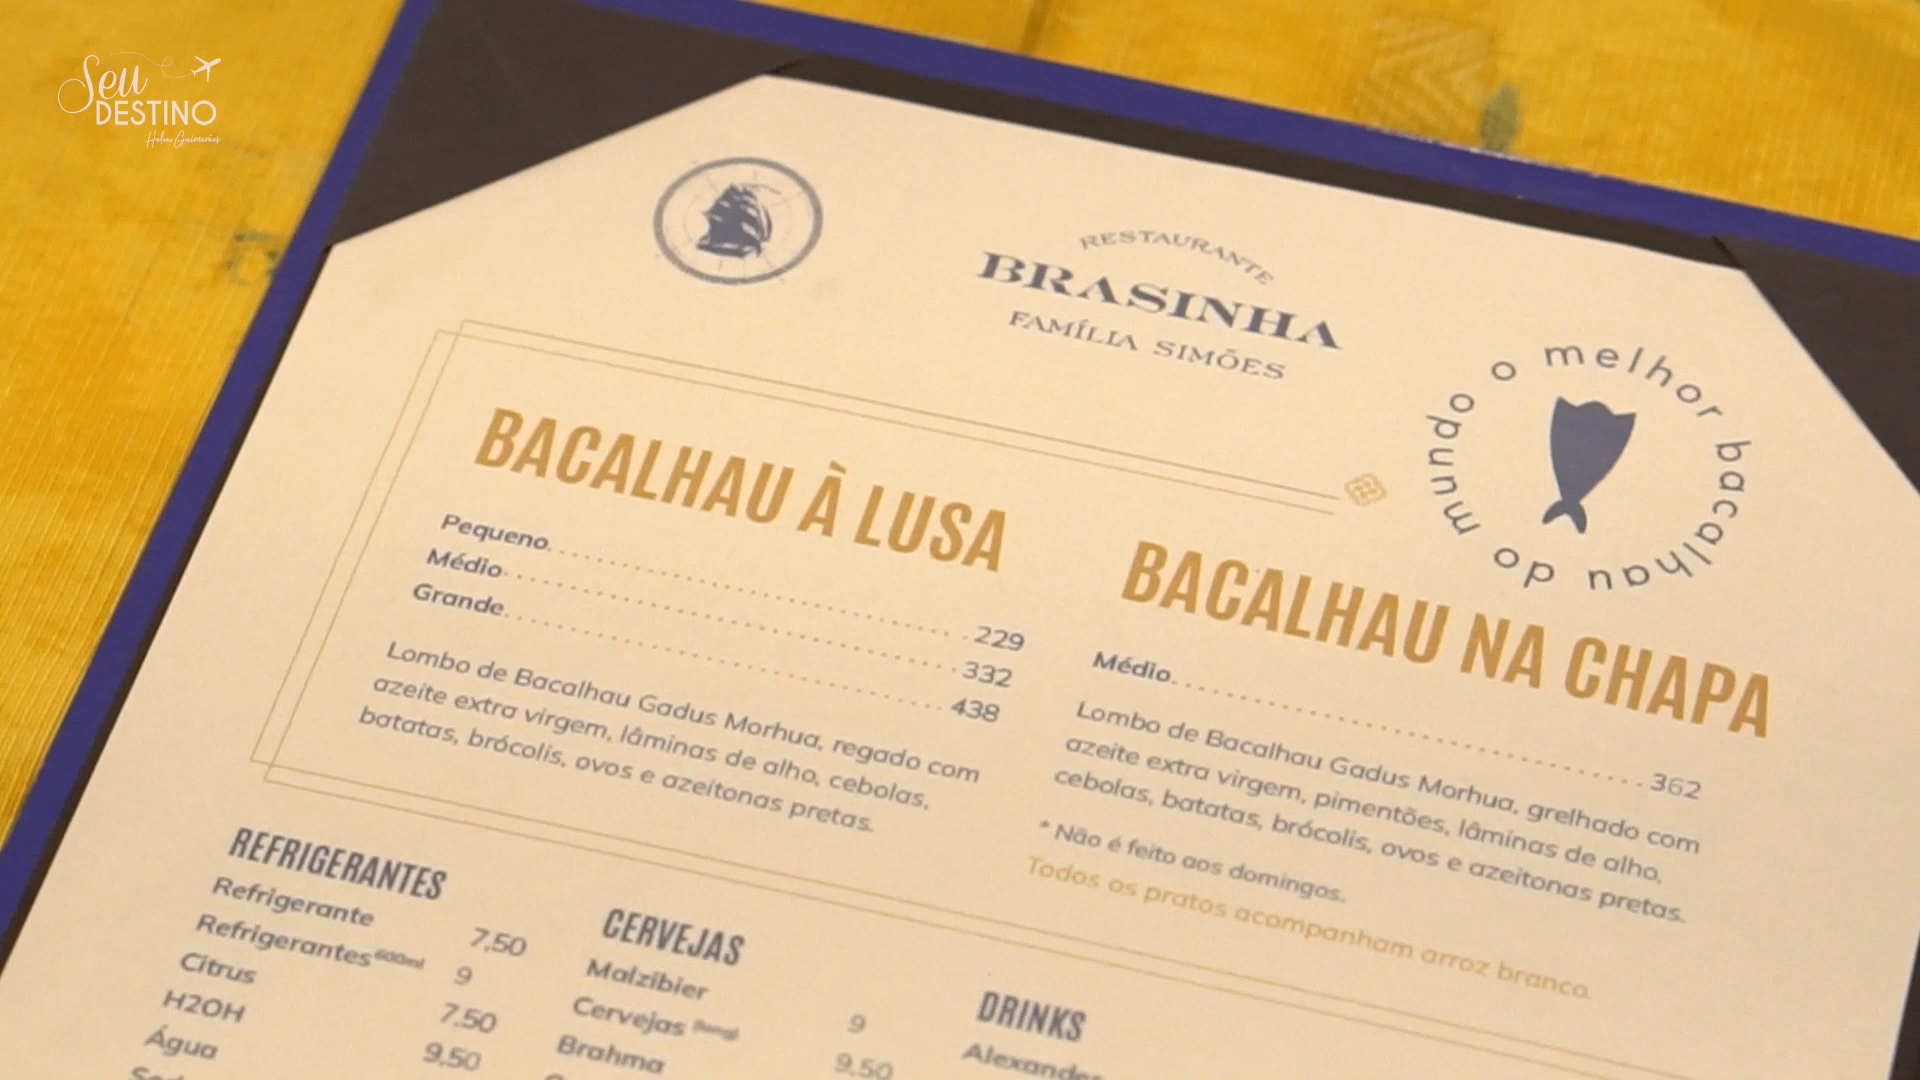 Seu
DESTINO
Helen Guimarães
RESTAURANTE
BRASINHA
FAMÍLIA SIMÕES
o melhor bacalhau do mundo
BACALHAU À LUSA
Pequeno 229
Médio 332
Grande 438
Lombo de Bacalhau Gadus Morhua, regado com
azeite extra virgem, lâminas de alho, cebolas,
batatas, brócolis, ovos e azeitonas pretas.
BACALHAU NA CHAPA
Médio 362
Lombo de Bacalhau Gadus Morhua, grelhado com
azeite extra virgem, pimentões, lâminas de alho,
cebolas, batatas, brócolis, ovos e azeitonas pretas.
* Não é feito aos domingos.
Todos os pratos acompanham arroz branco.
REFRIGERANTES
Refrigerante 7,50
Refrigerantes 600ml 9
Citrus 7,50
H2OH 9,50
Água
CERVEJAS
Malzibier 9
Cervejas (long) 9,50
Brahma
DRINKS
Alexander